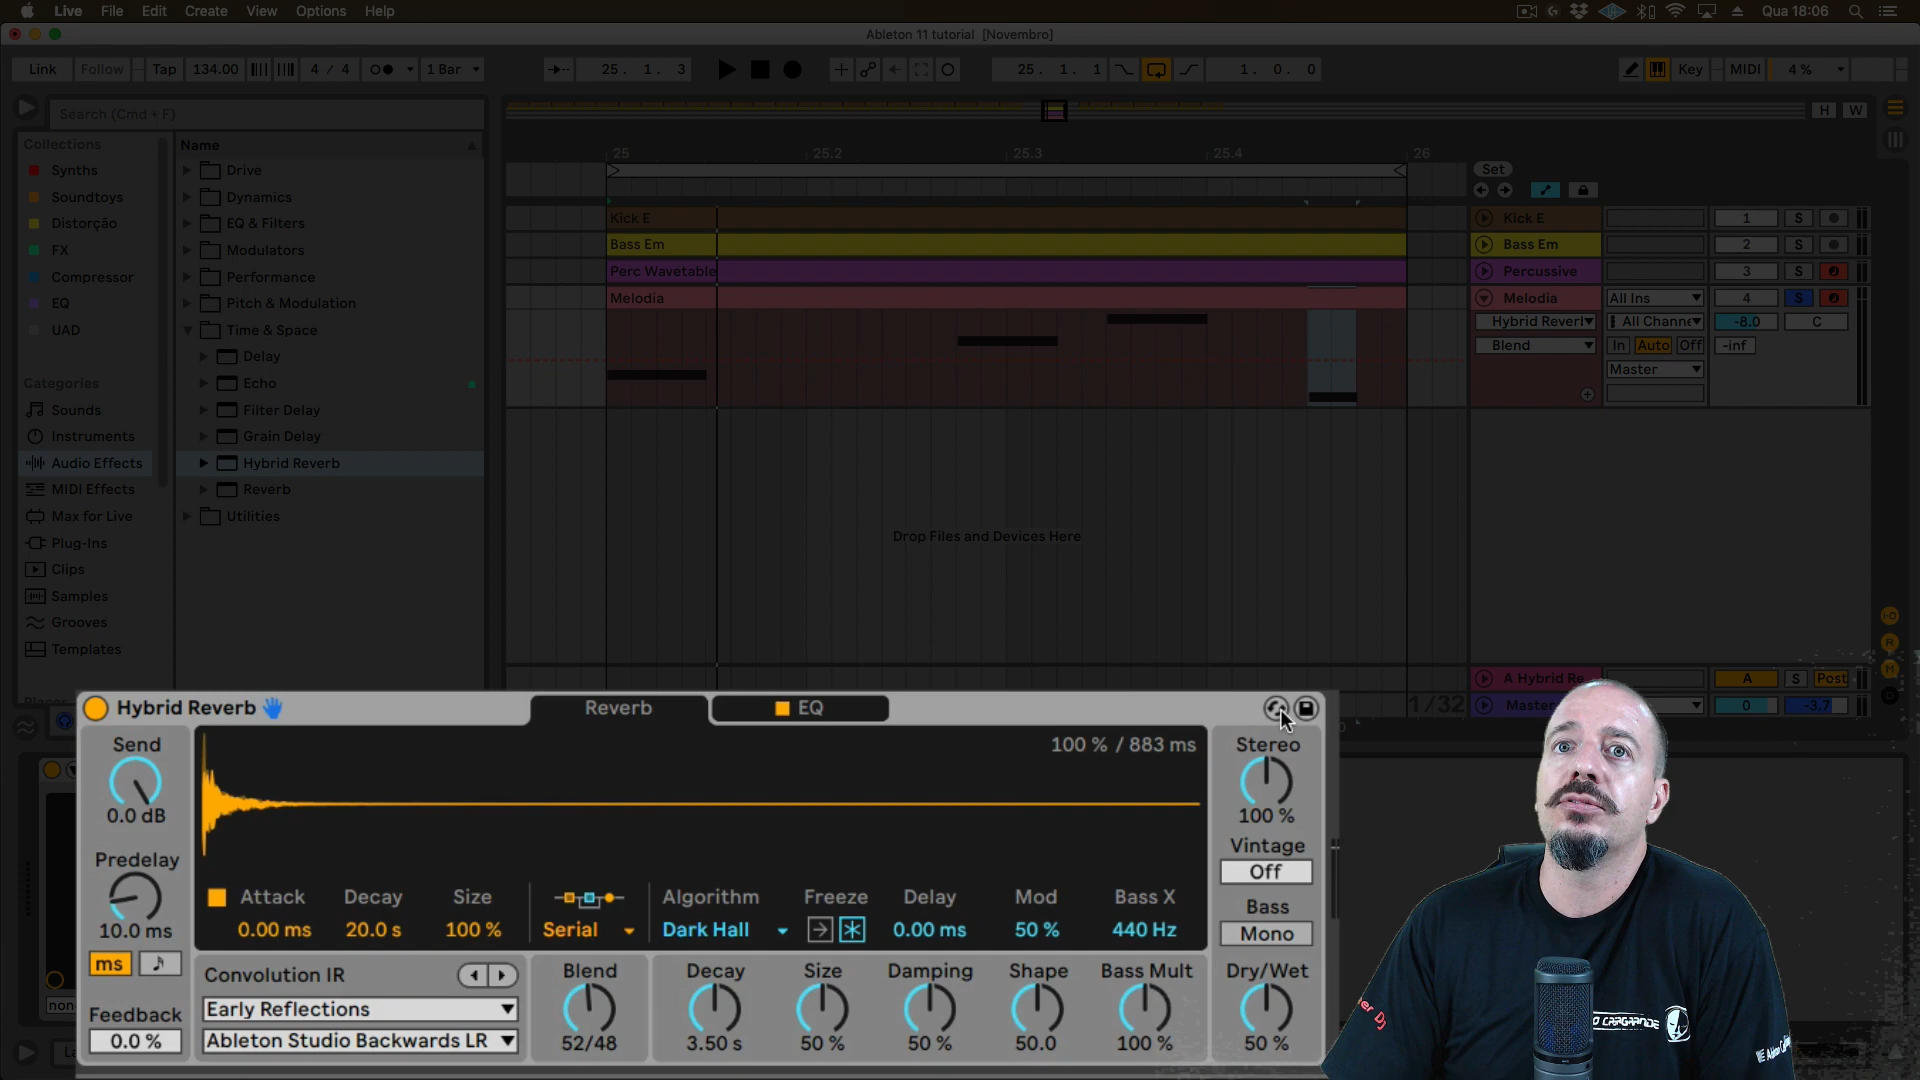 Live File Edit Create View Options Help
Qua 18:06
Ableton 11 tutorial [Novembro]
Link Follow Tap 134.00 4 / 4 1 Bar 25. 1. 3 25. 1. 1 1. 0. 0 Key MIDI 4 %
Search (Cmd + F)
H W
Collections
Synths
Soundtoys
Distorção
FX
Compressor
EQ
UAD
Categories
Sounds
Instruments
Audio Effects
MIDI Effects
Max for Live
Plug-Ins
Clips
Samples
Grooves
Templates
Name
Drive
Dynamics
EQ & Filters
Modulators
Performance
Pitch & Modulation
Time & Space
Delay
Echo
Filter Delay
Grain Delay
Hybrid Reverb
Reverb
Utilities
25 25.2 25.3 25.4 26
Set
Kick E
Bass Em
Perc Wavetable
Melodia
Drop Files and Devices Here
Kick E 1 S
Bass Em 2 S
Percussive 3 S
Melodia All Ins 4 S
Hybrid Reverl All Channe -8.0 C
Blend In Auto Off -inf
Master
A Hybrid Re A S Post
1/32 Master 0 -3.7
Hybrid Reverb Reverb EQ
Send
0.0 dB
Predelay
10.0 ms
ms
Feedback
0.0 %
100 % / 883 ms
Attack Decay Size Algorithm Freeze Delay Mod Bass X
0.00 ms 20.0 s 100 % Serial Dark Hall 0.00 ms 50 % 440 Hz
Convolution IR
Early Reflections
Ableton Studio Backwards LR
Blend Decay Size Damping Shape Bass Mult
52/48 3.50 s 50 % 50 % 50.0 100 %
Stereo
100 %
Vintage
Off
Bass
Mono
Dry/Wet
50 %